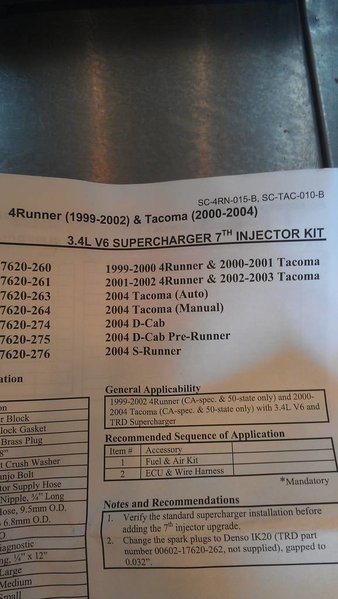 SC-4RN-015-B, SC-TAC-010-B
4Runner (1999-2002) & Tacoma (2000-2004)
3.4L V6 SUPERCHARGER 7TH INJECTOR KIT
7620-260 1999-2000 4Runner & 2000-2001 Tacoma
7620-261 2001-2002 4Runner & 2002-2003 Tacoma
7620-263 2004 Tacoma (Auto)
7620-264 2004 Tacoma (Manual)
7620-274 2004 D-Cab
7620-275 2004 D-Cab Pre-Runner
7620-276 2004 S-Runner
General Applicability
1999-2002 4Runner (CA-spec. & 50-state only) and 2000-
2004 Tacoma (CA-spec. & 50-state only) with 3.4L V6 and
TRD Supercharger
Recommended Sequence of Application
Item # Accessory
1 Fuel & Air Kit
2 ECU & Wire Harness
*Mandatory
Notes and Recommendations
1. Verify the standard supercharger installation before
adding the 7th injector upgrade.
2. Change the spark plugs to Denso IK20 (TRD part
number 00602-17620-262, not supplied), gapped to
0.032".
ation
on
r Block
lock Gasket
Brass Plug
8"
t Crush Washer
njo Bolt
tor Supply Hose
Nipple, ¾" Long
Hose, 9.5mm O.D.
6.8mm O.D.
O
iagnostic
ng, ¼" x 12"
Large
Medium
Small